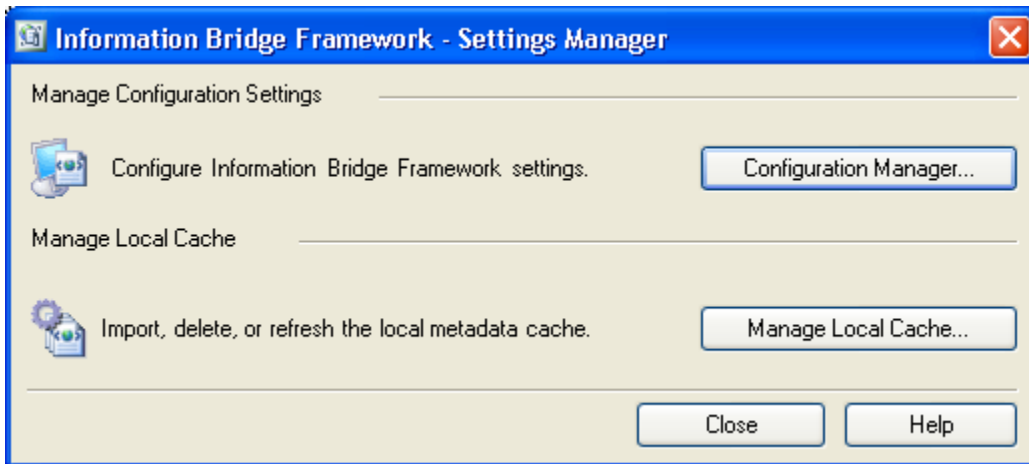 Information Bridge Framework - Settings Manager
Manage Configuration Settings
Configure Information Bridge Framework settings.
Configuration Manager...
Manage Local Cache
Import, delete, or refresh the local metadata cache.
Manage Local Cache...
Close
Help